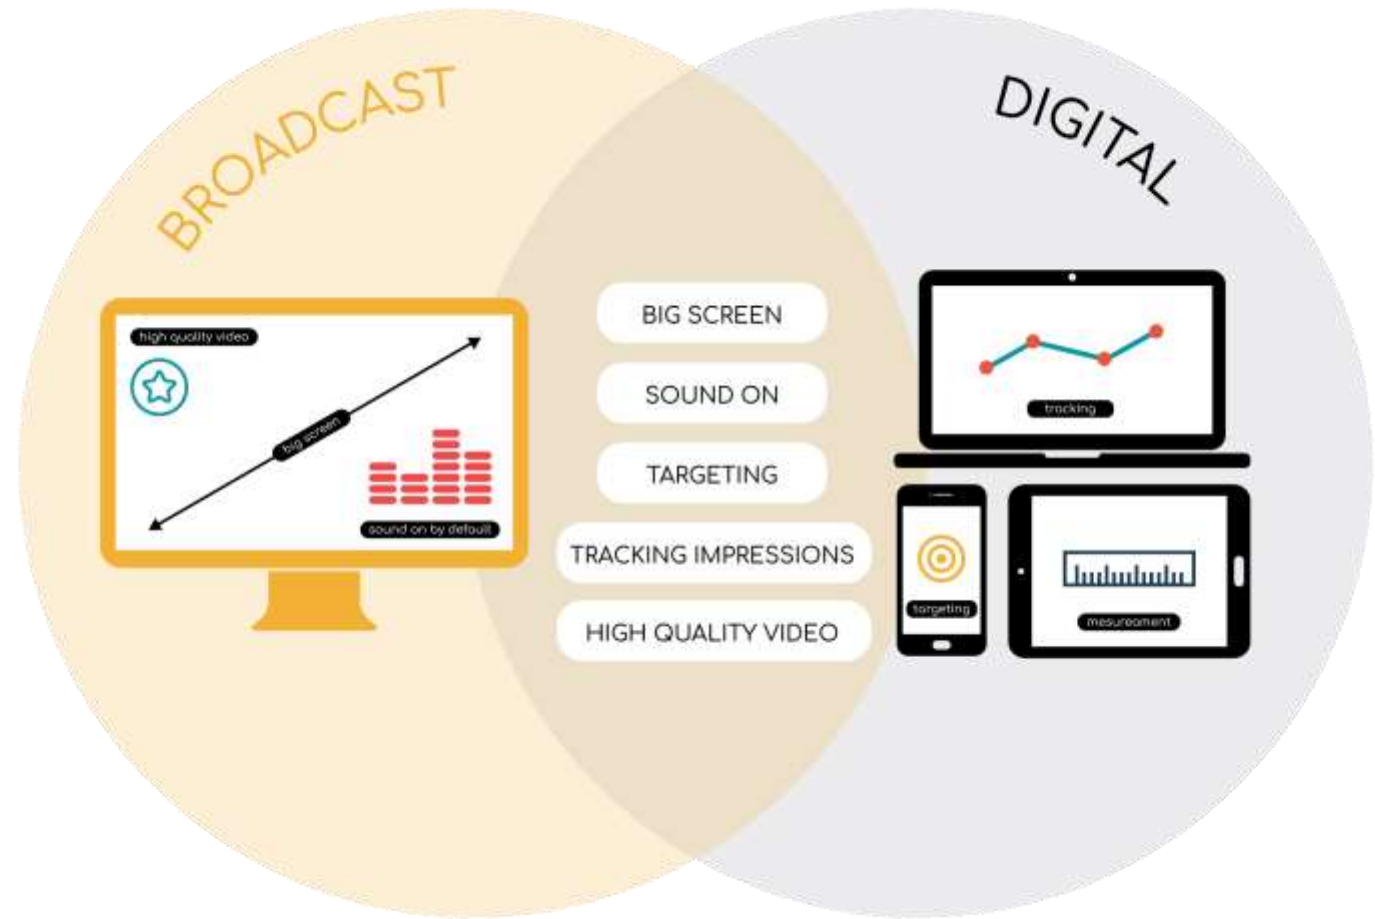 BROADCAST
DIGITAL
high quality video
big screen
sound on by default
BIG SCREEN
SOUND ON
TARGETING
TRACKING IMPRESSIONS
HIGH QUALITY VIDEO
tracking
targeting
mesurement